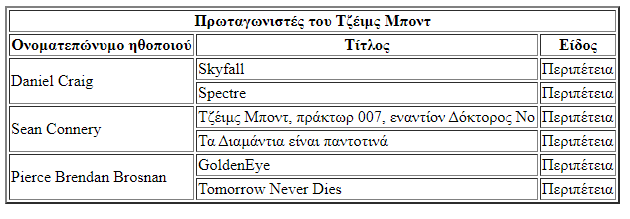 Πρωταγωνιστές του Τζέιμς Μποντ
Ονοματεπώνυμο ηθοποιού Τίτλος Είδος
Daniel Craig Skyfall Περιπέτεια
Spectre Περιπέτεια
Sean Connery Τζέιμς Μποντ, πράκτωρ 007, εναντίον Δόκτορος Νο Περιπέτεια
Τα Διαμάντια είναι παντοτινά Περιπέτεια
Pierce Brendan Brosnan GoldenEye Περιπέτεια
Tomorrow Never Dies Περιπέτεια